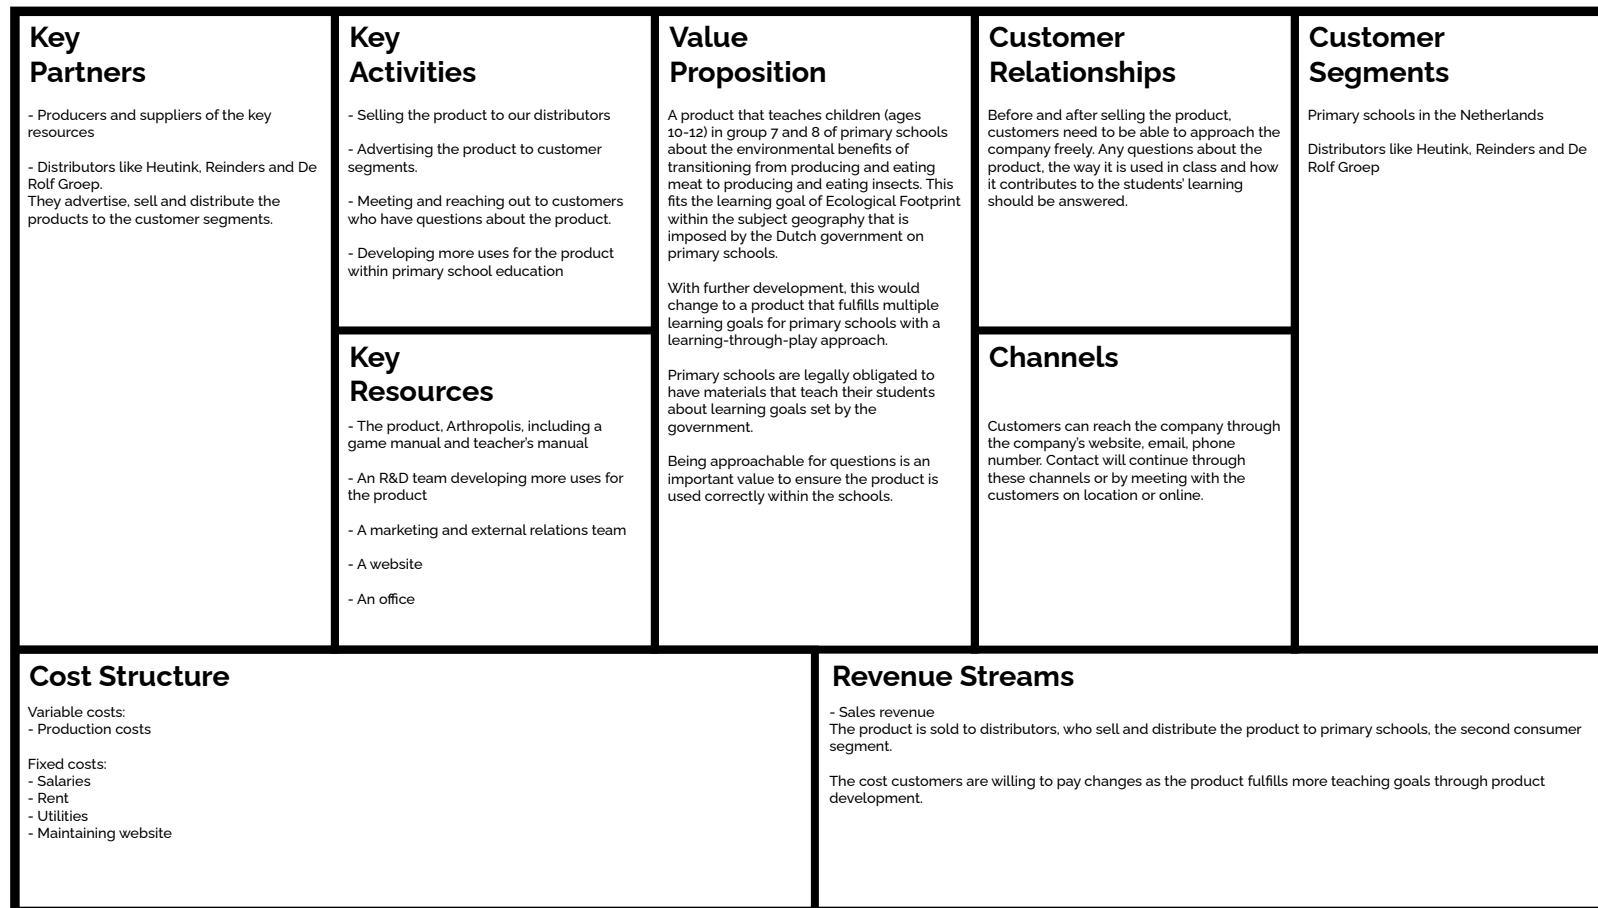 Key
Partners
- Producers and suppliers of the key
resources
- Distributors like Heutink, Reinders and De
Rolf Groep.
They advertise, sell and distribute the
products to the customer segments.
Key
Activities
- Selling the product to our distributors
- Advertising the product to customer
segments.
- Meeting and reaching out to customers
who have questions about the product.
- Developing more uses for the product
within primary school education
Key
Resources
- The product, Arthropolis, including a
game manual and teacher's manual
- An R&D team developing more uses for
the product
- A marketing and external relations team
- A website
- An office
Value
Proposition
A product that teaches children (ages
10-12) in group 7 and 8 of primary schools
about the environmental benefits of
transitioning from producing and eating
meat to producing and eating insects. This
fits the learning goal of Ecological Footprint
within the subject geography that is
imposed by the Dutch government on
primary schools.
With further development, this would
change to a product that fulfills multiple
learning goals for primary schools with a
learning-through-play approach.
Primary schools are legally obligated to
have materials that teach their students
about learning goals set by the
government.
Being approachable for questions is an
important value to ensure the product is
used correctly within the schools.
Customer
Relationships
Before and after selling the product,
customers need to be able to approach the
company freely. Any questions about the
product, the way it is used in class and how
it contributes to the students' learning
should be answered.
Channels
Customers can reach the company through
the company's website, email, phone
number. Contact will continue through
these channels or by meeting with the
customers on location or online.
Customer
Segments
Primary schools in the Netherlands
Distributors like Heutink, Reinders and De
Rolf Groep
Cost Structure
Variable costs:
- Production costs
Fixed costs:
- Salaries
- Rent
- Utilities
- Maintaining website
Revenue Streams
- Sales revenue
The product is sold to distributors, who sell and distribute the product to primary schools, the second consumer
segment.
The cost customers are willing to pay changes as the product fulfills more teaching goals through product
development.